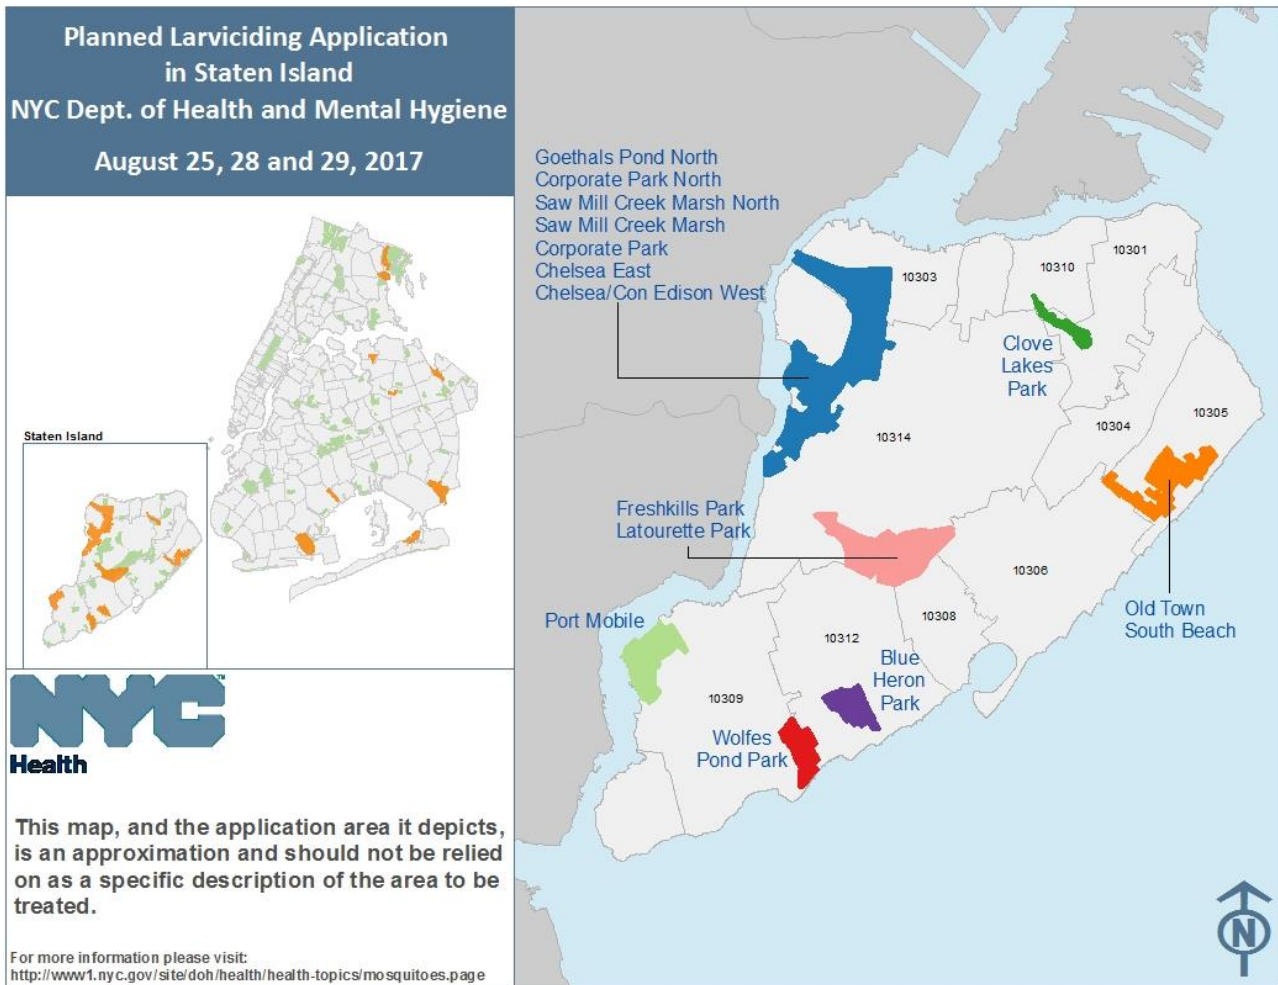 Planned Larviciding Application
in Staten Island
NYC Dept. of Health and Mental Hygiene
August 25, 28 and 29, 2017
Staten Island
NYC
TM
Health
This map, and the application area it depicts,
is an approximation and should not be relied
on as a specific description of the area to be
treated.
For more information please visit:
http://www1.nyc.gov/site/doh/health/health-topics/mosquitoes.page
Goethals Pond North
Corporate Park North
Saw Mill Creek Marsh North
Saw Mill Creek Marsh
Corporate Park
Chelsea East
Chelsea/Con Edison West
10303
10310
10301
Clove
Lakes
Park
10305
10304
10314
Freshkills Park
Latourette Park
10306
Old Town
South Beach
Port Mobile
10308
10312
Blue
Heron
Park
10309
Wolfes
Pond Park
N